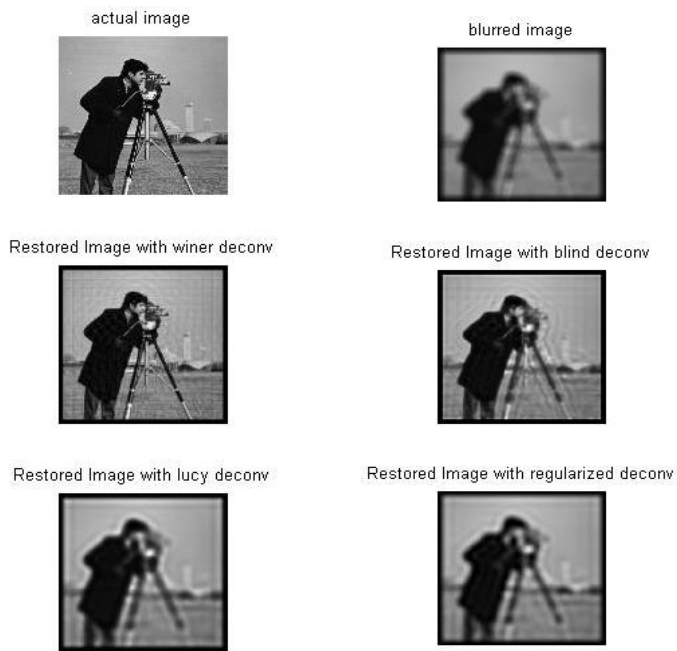 actual image
blurred image
Restored Image with winer deconv
Restored Image with blind deconv
Restored Image with lucy deconv
Restored Image with regularized deconv